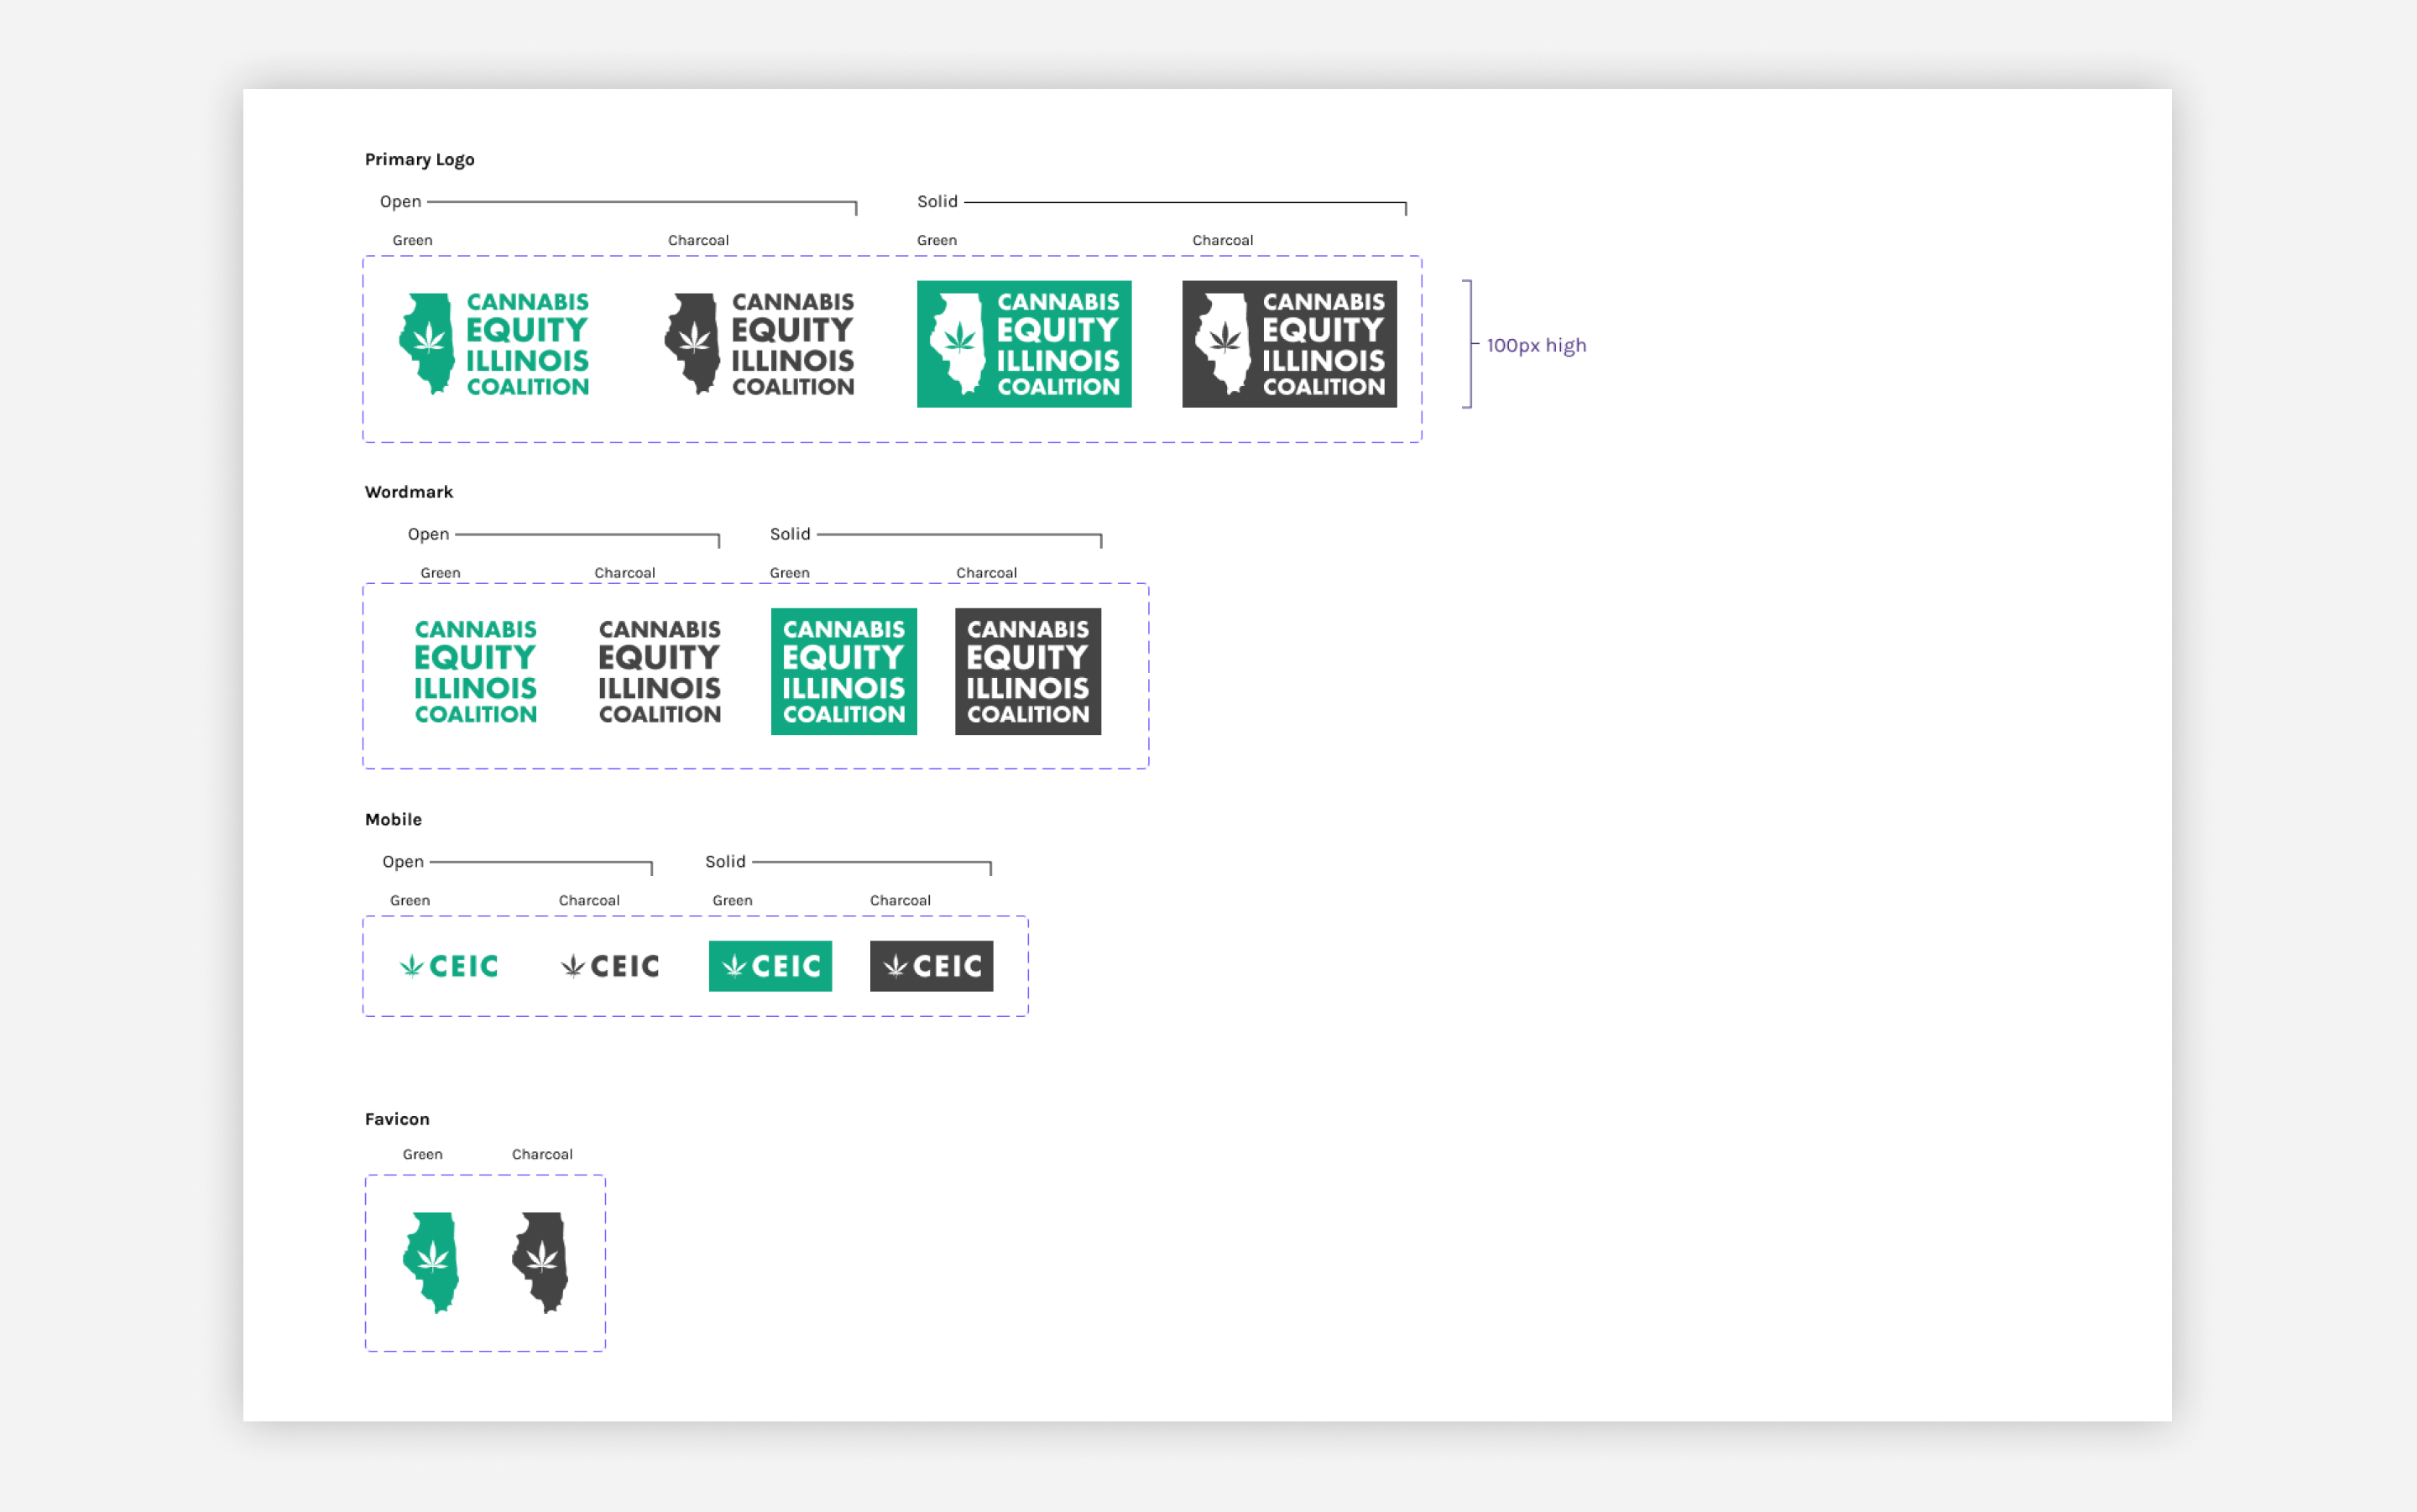 Primary Logo
Open
Solid
Green
Charcoal
Green
Charcoal
CANNABIS
EQUITY
ILLINOIS
COALITION
CANNABIS
EQUITY
ILLINOIS
COALITION
CANNABIS
EQUITY
ILLINOIS
COALITION
CANNABIS
EQUITY
ILLINOIS
COALITION
100px high
Wordmark
Open
Solid
Green
Charcoal
Green
Charcoal
CANNABIS
EQUITY
ILLINOIS
COALITION
CANNABIS
EQUITY
ILLINOIS
COALITION
CANNABIS
EQUITY
ILLINOIS
COALITION
CANNABIS
EQUITY
ILLINOIS
COALITION
Mobile
Open
Solid
Green
Charcoal
Green
Charcoal
CEIC
CEIC
CEIC
CEIC
Favicon
Green
Charcoal